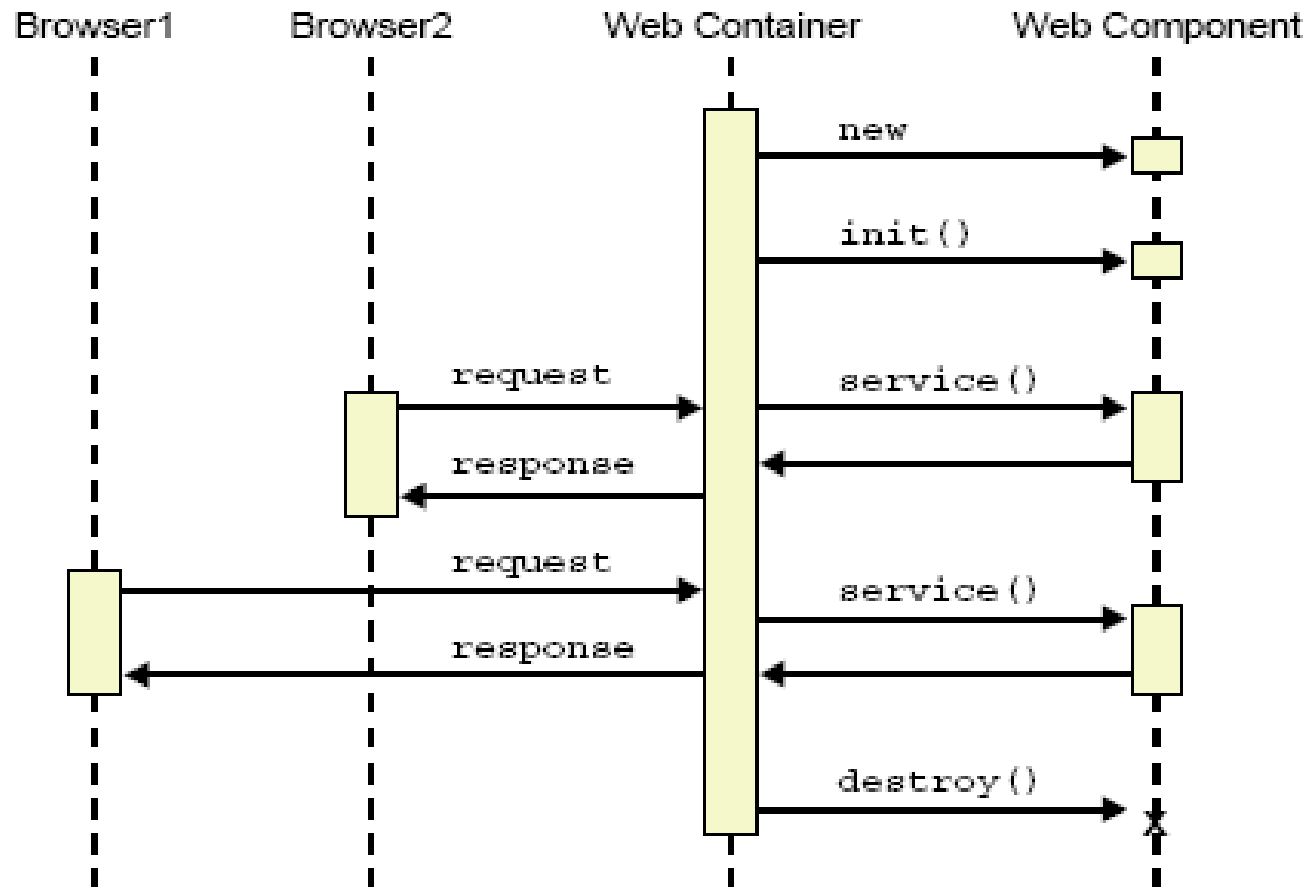 Browser1 Browser2 Web Container Web Component
new
init()
request service()
response
request
service()
response
destroy()